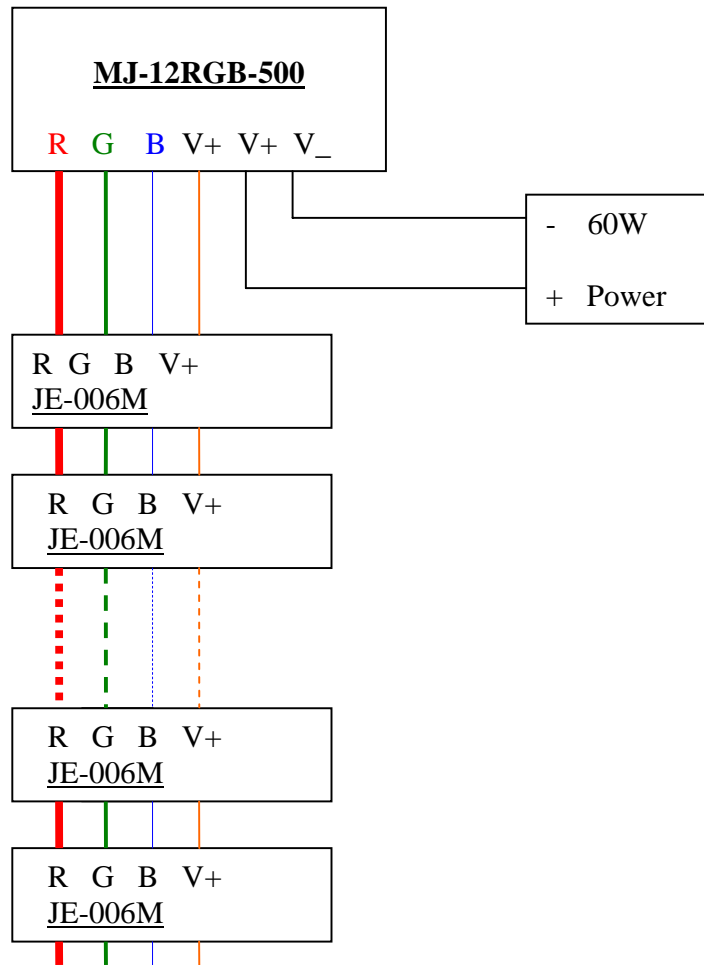 MJ-12RGB-500
R G B V+ V+ V_
- 60W
+ Power
R G B V+
JE-006M
R G B V+
JE-006M
R G B V+
JE-006M
R G B V+
JE-006M